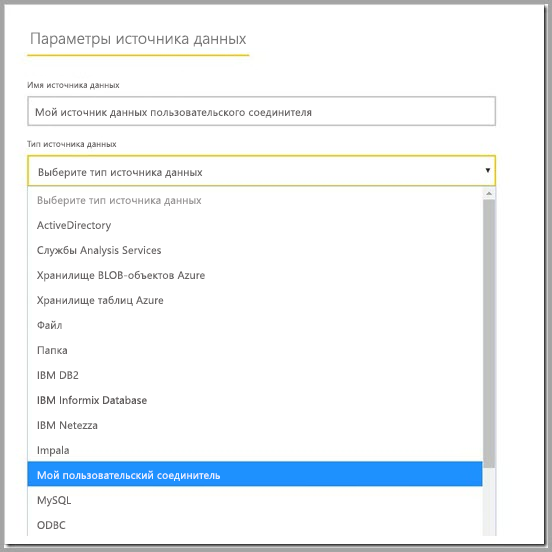 Параметры источника данных
Имя источника данных
Мой источник данных пользовательского соединителя
Тип источника данных
Выберите тип источника данных
Выберите тип источника данных
ActiveDirectory
Службы Analysis Services
Хранилище BLOB-объектов Azure
Хранилище таблиц Azure
Файл
Папка
IBM DB2
IBM Informix Database
IBM Netezza
Impala
Мой пользовательский соединитель
MySQL
ODBC